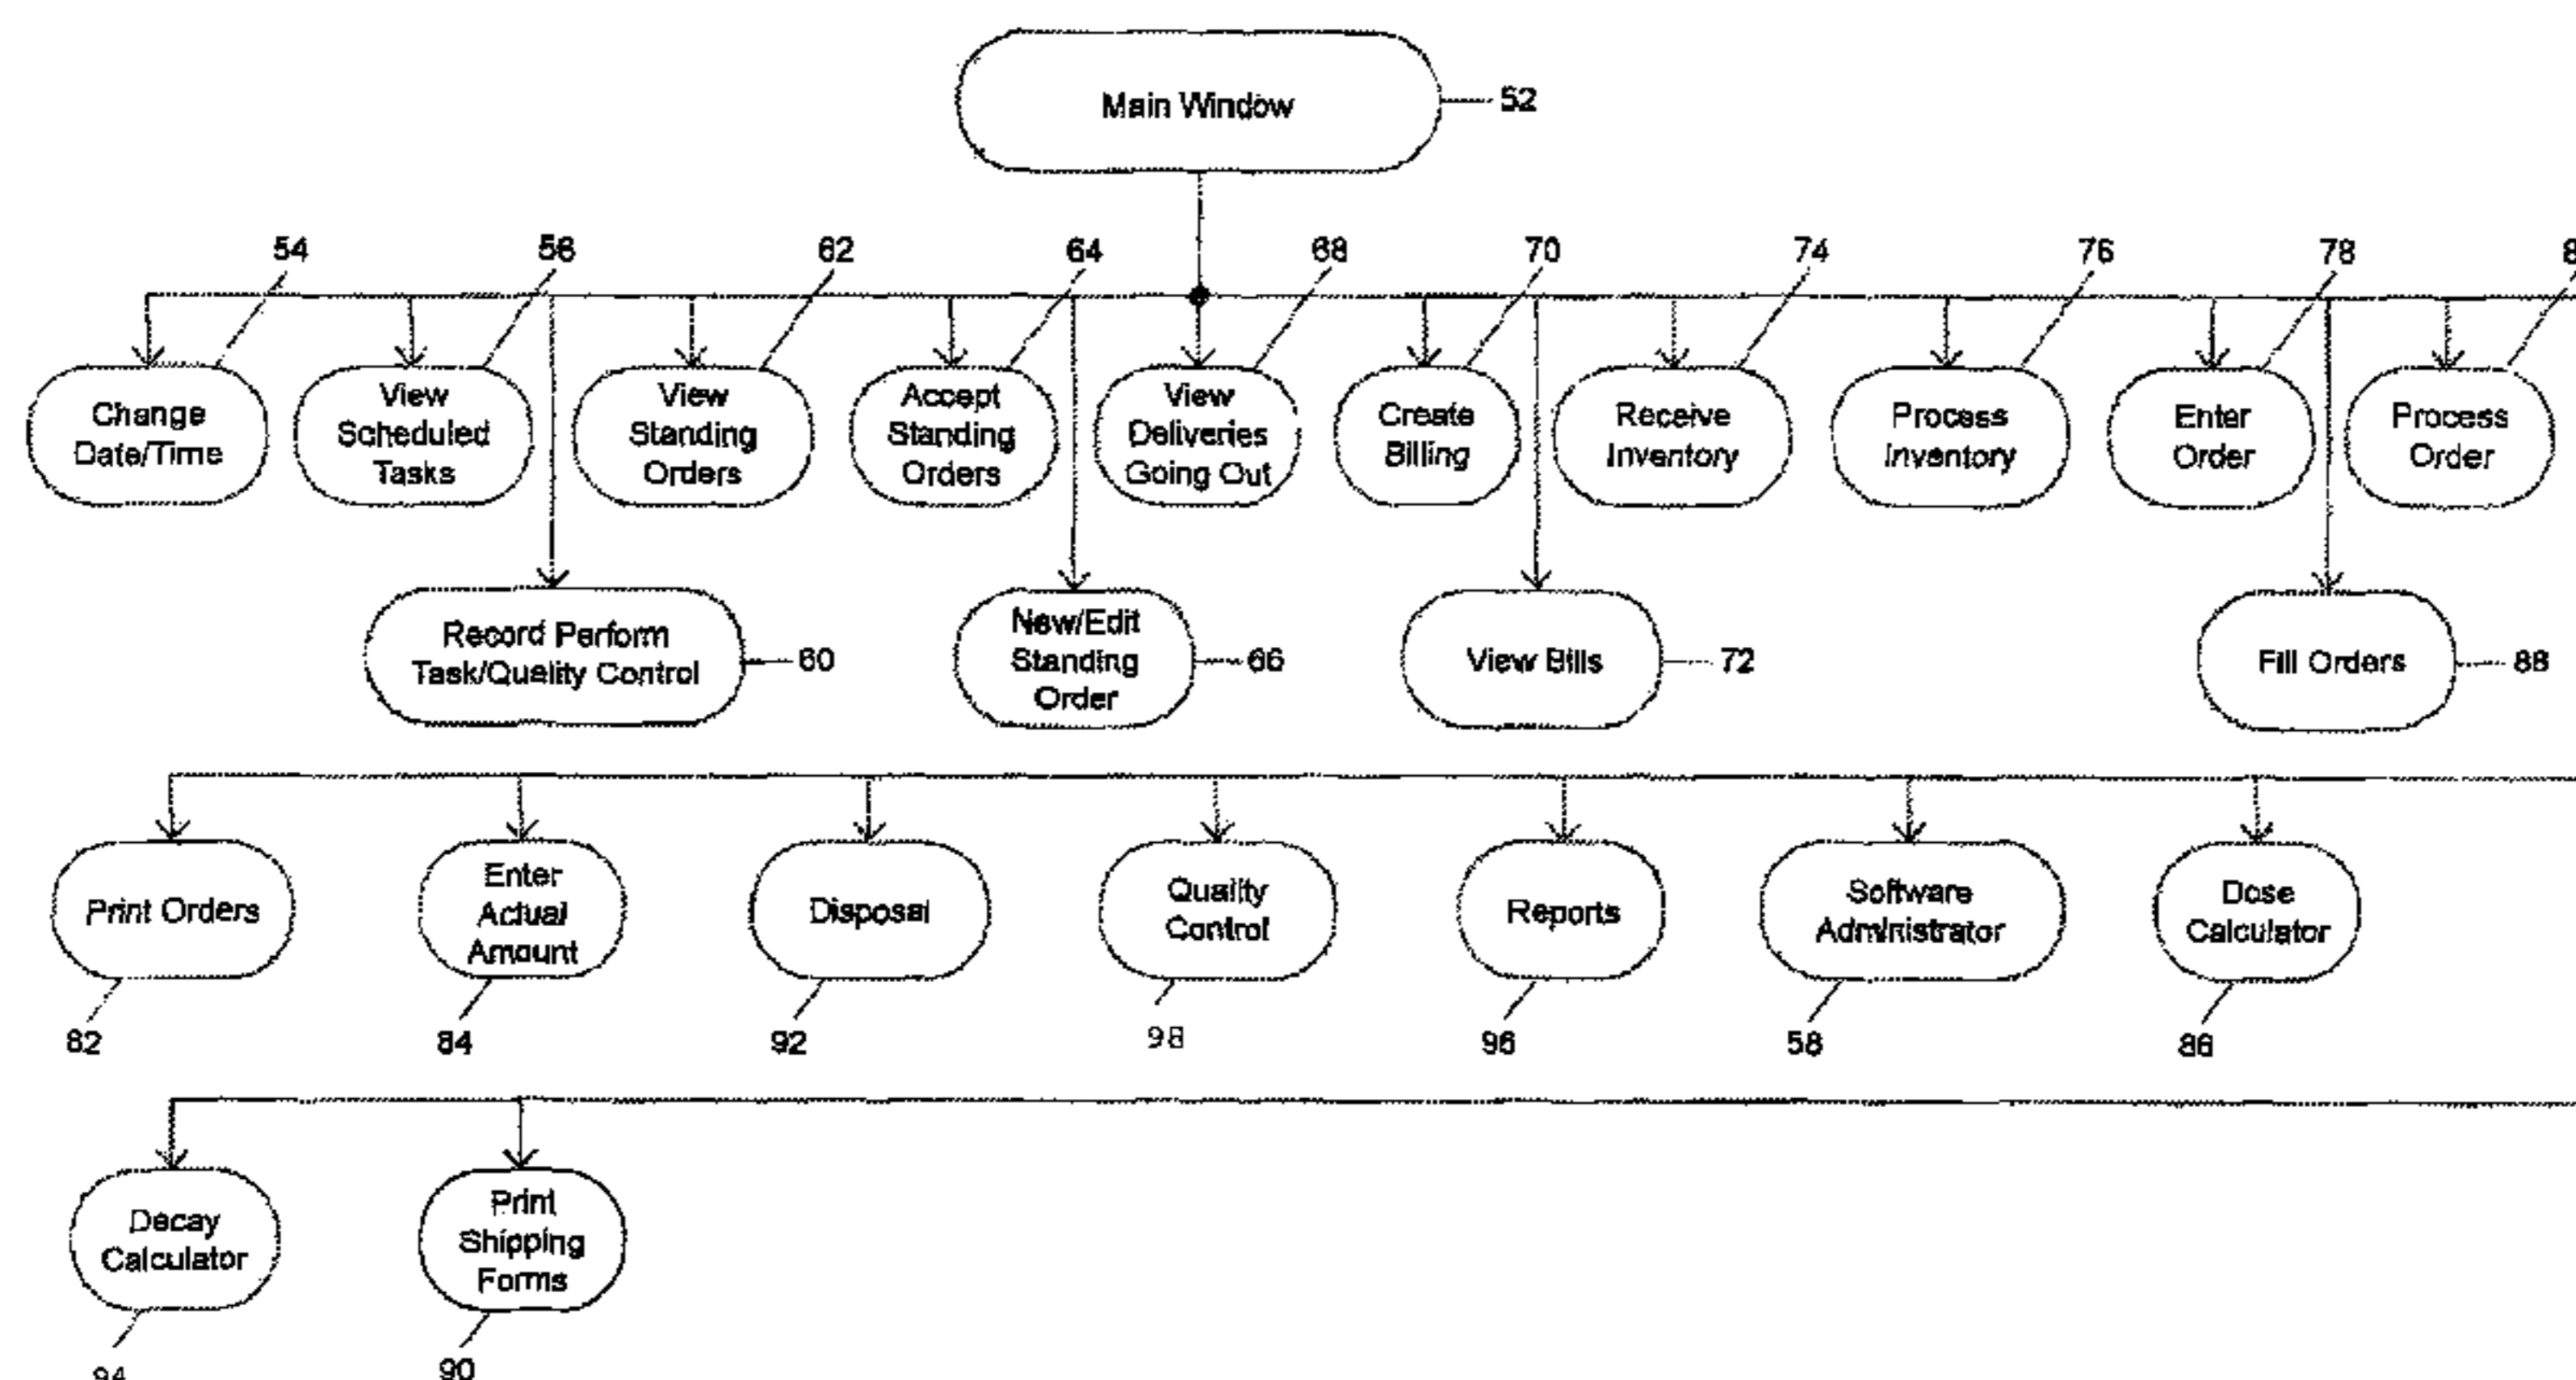 Main Window
52
54
56
62
64
68
70
74
76
78
Change
Date/Time
View
Scheduled
Tasks
View
Standing
Orders
Accept
Standing
Orders
View
Deliveries
Going Out
Create
Billing
Receive
Inventory
Process
Inventory
Enter
Order
Process
Order
Record Perform
Task/Quality Control
60
New/Edit
Standing
Order
66
View Bills
72
Fill Orders
88
Print Orders
Enter
Actual
Amount
Disposal
Quality
Control
Reports
Software
Administrator
Dose
Calculator
82
84
92
98
96
58
86
Decay
Calculator
Print
Shipping
Forms
94
90